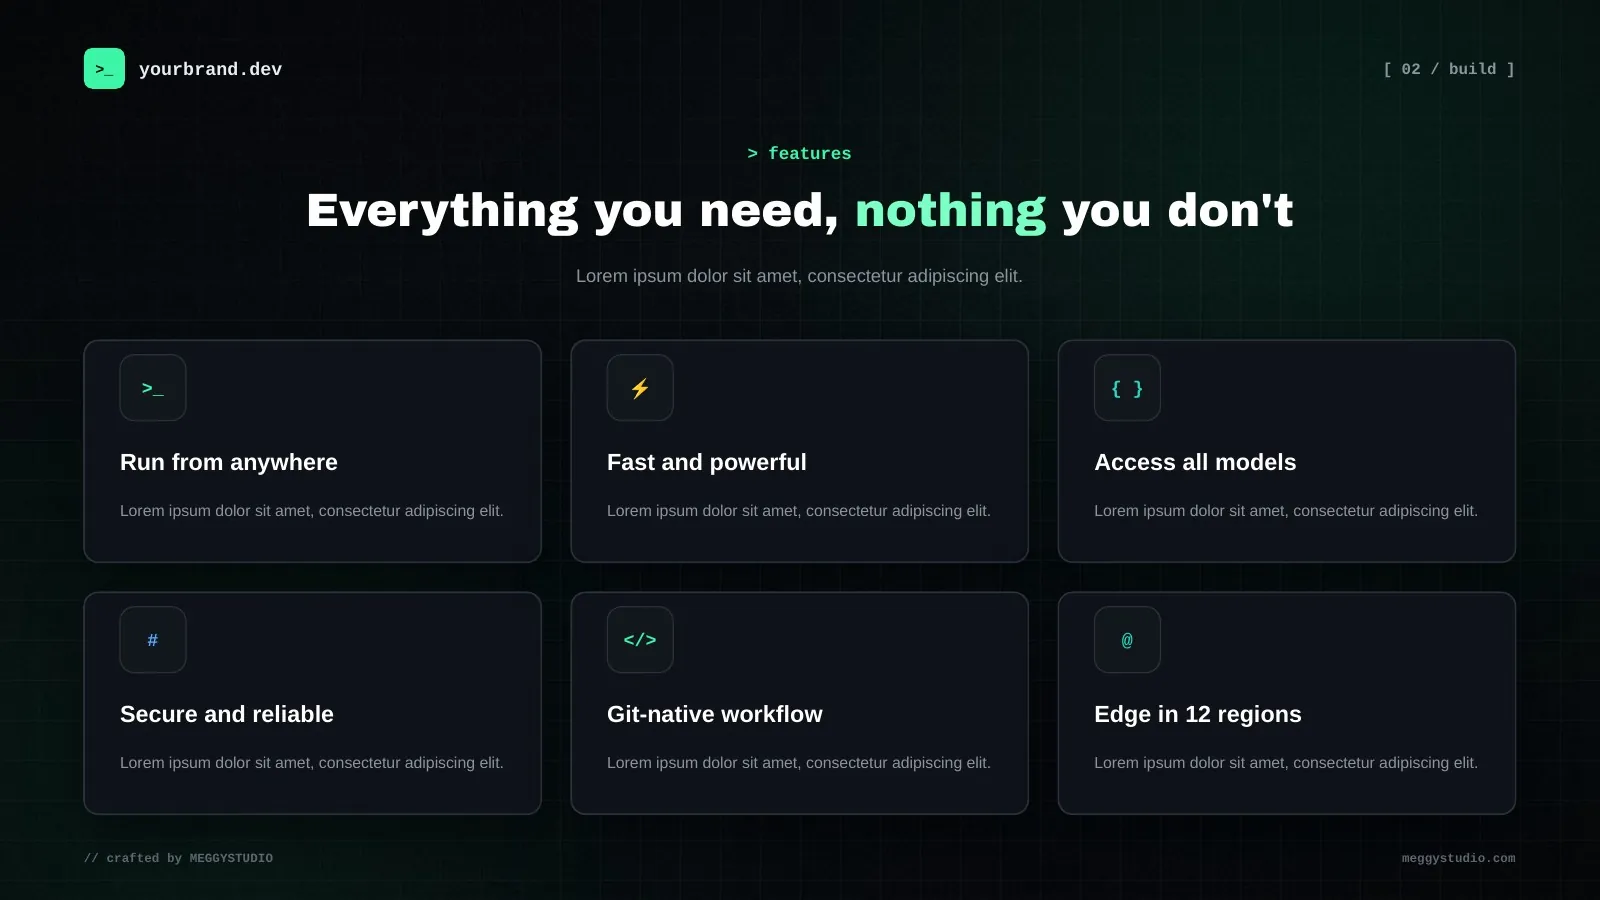 >_ yourbrand.dev
[ 02 / build ]
> features
Everything you need, nothing you don't
Lorem ipsum dolor sit amet, consectetur adipiscing elit.
>_
Run from anywhere
Lorem ipsum dolor sit amet, consectetur adipiscing elit.
⚡
Fast and powerful
Lorem ipsum dolor sit amet, consectetur adipiscing elit.
{ }
Access all models
Lorem ipsum dolor sit amet, consectetur adipiscing elit.
#
Secure and reliable
Lorem ipsum dolor sit amet, consectetur adipiscing elit.
</>
Git-native workflow
Lorem ipsum dolor sit amet, consectetur adipiscing elit.
@
Edge in 12 regions
Lorem ipsum dolor sit amet, consectetur adipiscing elit.
// crafted by MEGGYSTUDIO
meggystudio.com